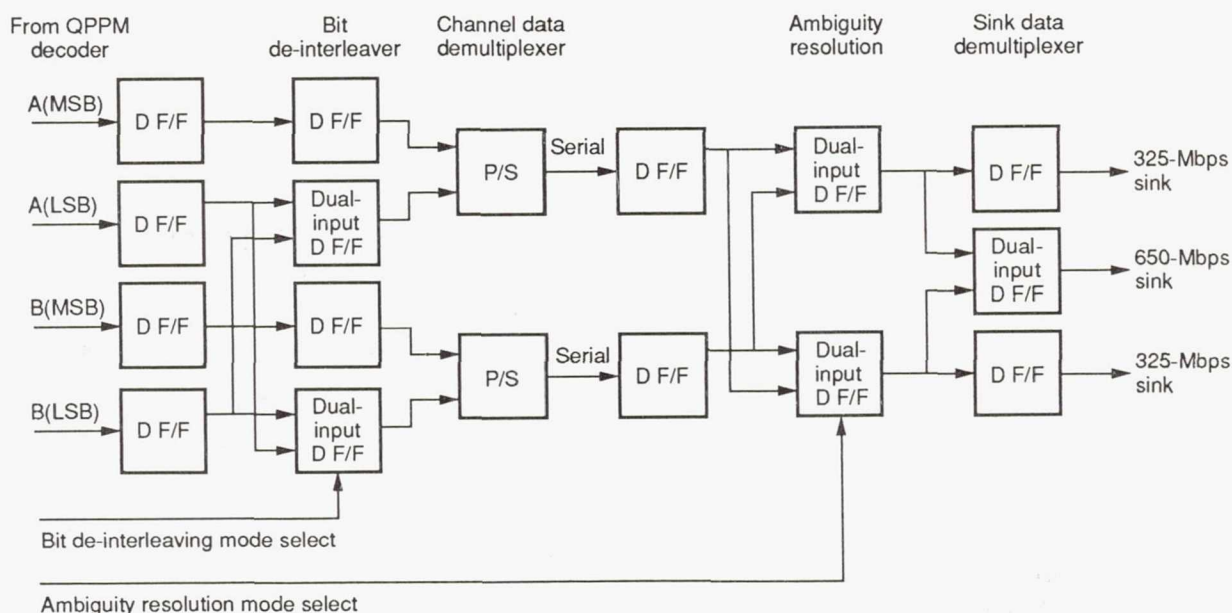 From QPPM
decoder
Bit
de-interleaver
Channel data
demultiplexer
Ambiguity
resolution
Sink data
demultiplexer
A(MSB)
D F/F
D F/F
A(LSB)
D F/F
Dual-
input
D F/F
P/S
Serial
D F/F
Dual-
input
D F/F
D F/F
325-Mbps
sink
Dual-
input
D F/F
650-Mbps
sink
B(MSB)
D F/F
D F/F
B(LSB)
D F/F
Dual-
input
D F/F
P/S
Serial
D F/F
Dual-
input
D F/F
D F/F
325-Mbps
sink
Bit de-interleaving mode select
Ambiguity resolution mode select